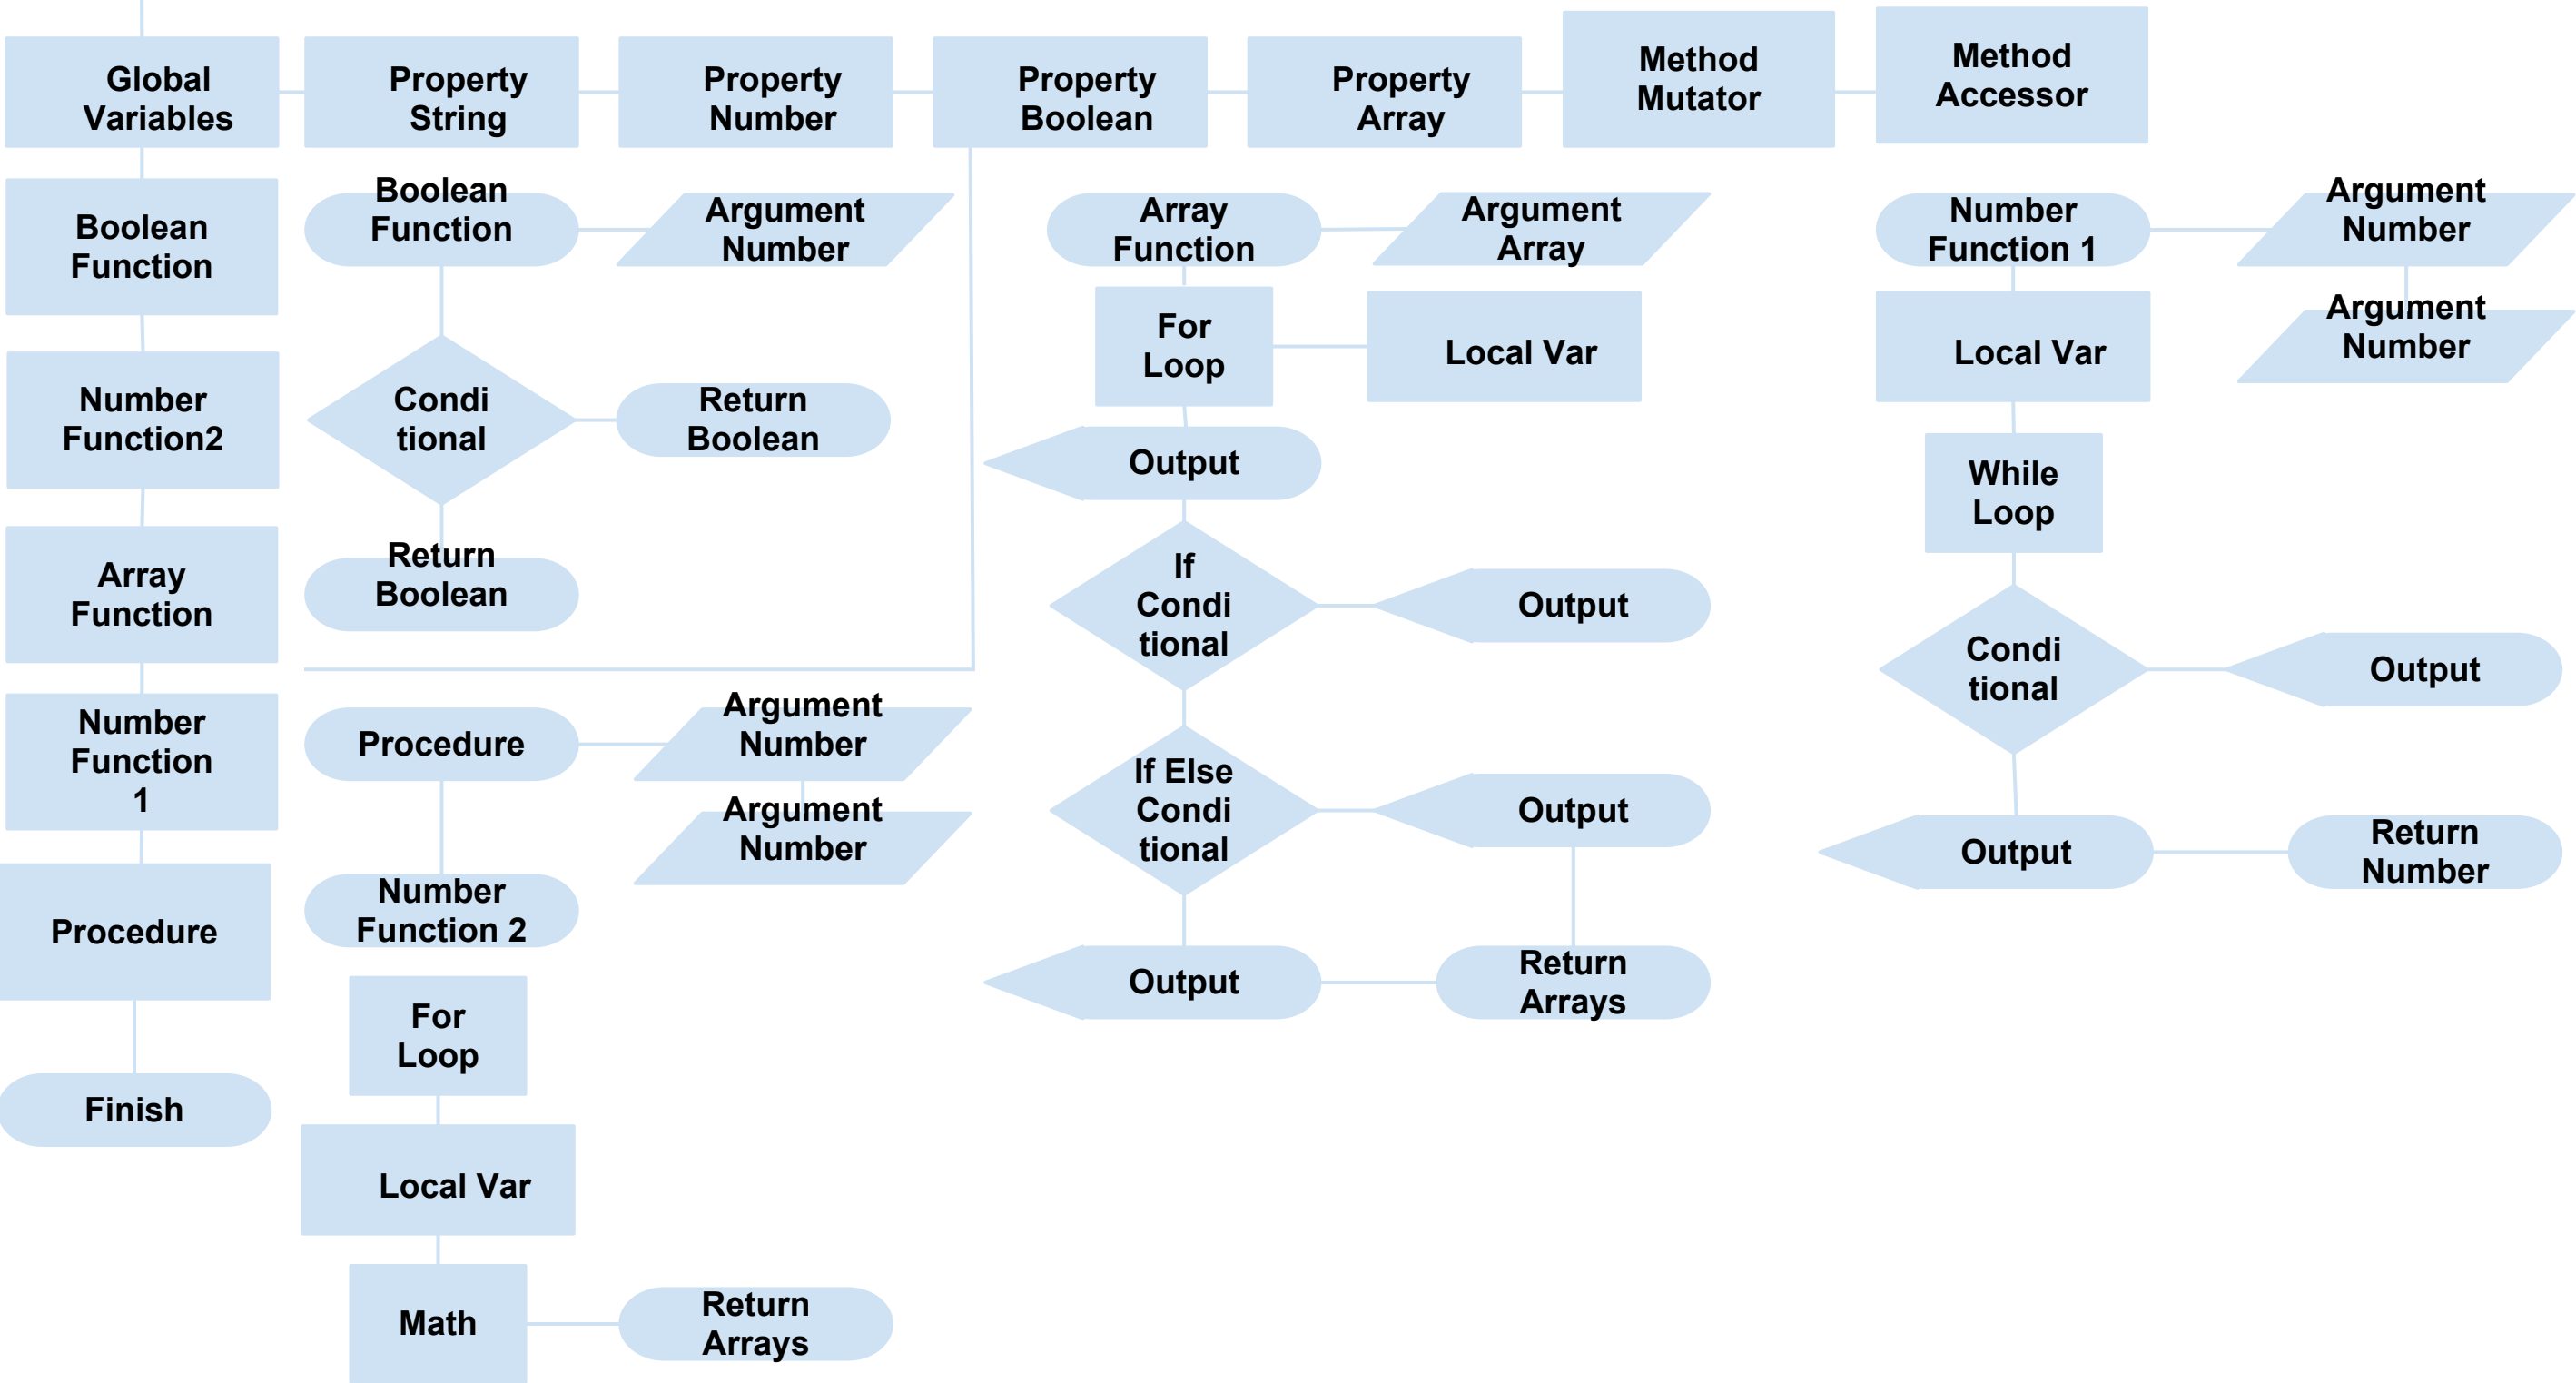 Global
Variables
Property
String
Property
Number
Property
Boolean
Property
Array
Method
Mutator
Method
Accessor
Boolean
Function
Number
Function2
Array
Function
Number
Function
1
Procedure
Finish
Boolean
Function
Argument
Number
Condi
tional
Return
Boolean
Return
Boolean
Procedure
Argument
Number
Argument
Number
Number
Function 2
For
Loop
Local Var
Math
Return
Arrays
Array
Function
Argument
Array
For
Loop
Local Var
Output
If
Condi
tional
Output
If Else
Condi
tional
Output
Output
Return
Arrays
Number
Function 1
Argument
Number
Argument
Number
Local Var
While
Loop
Condi
tional
Output
Output
Return
Number